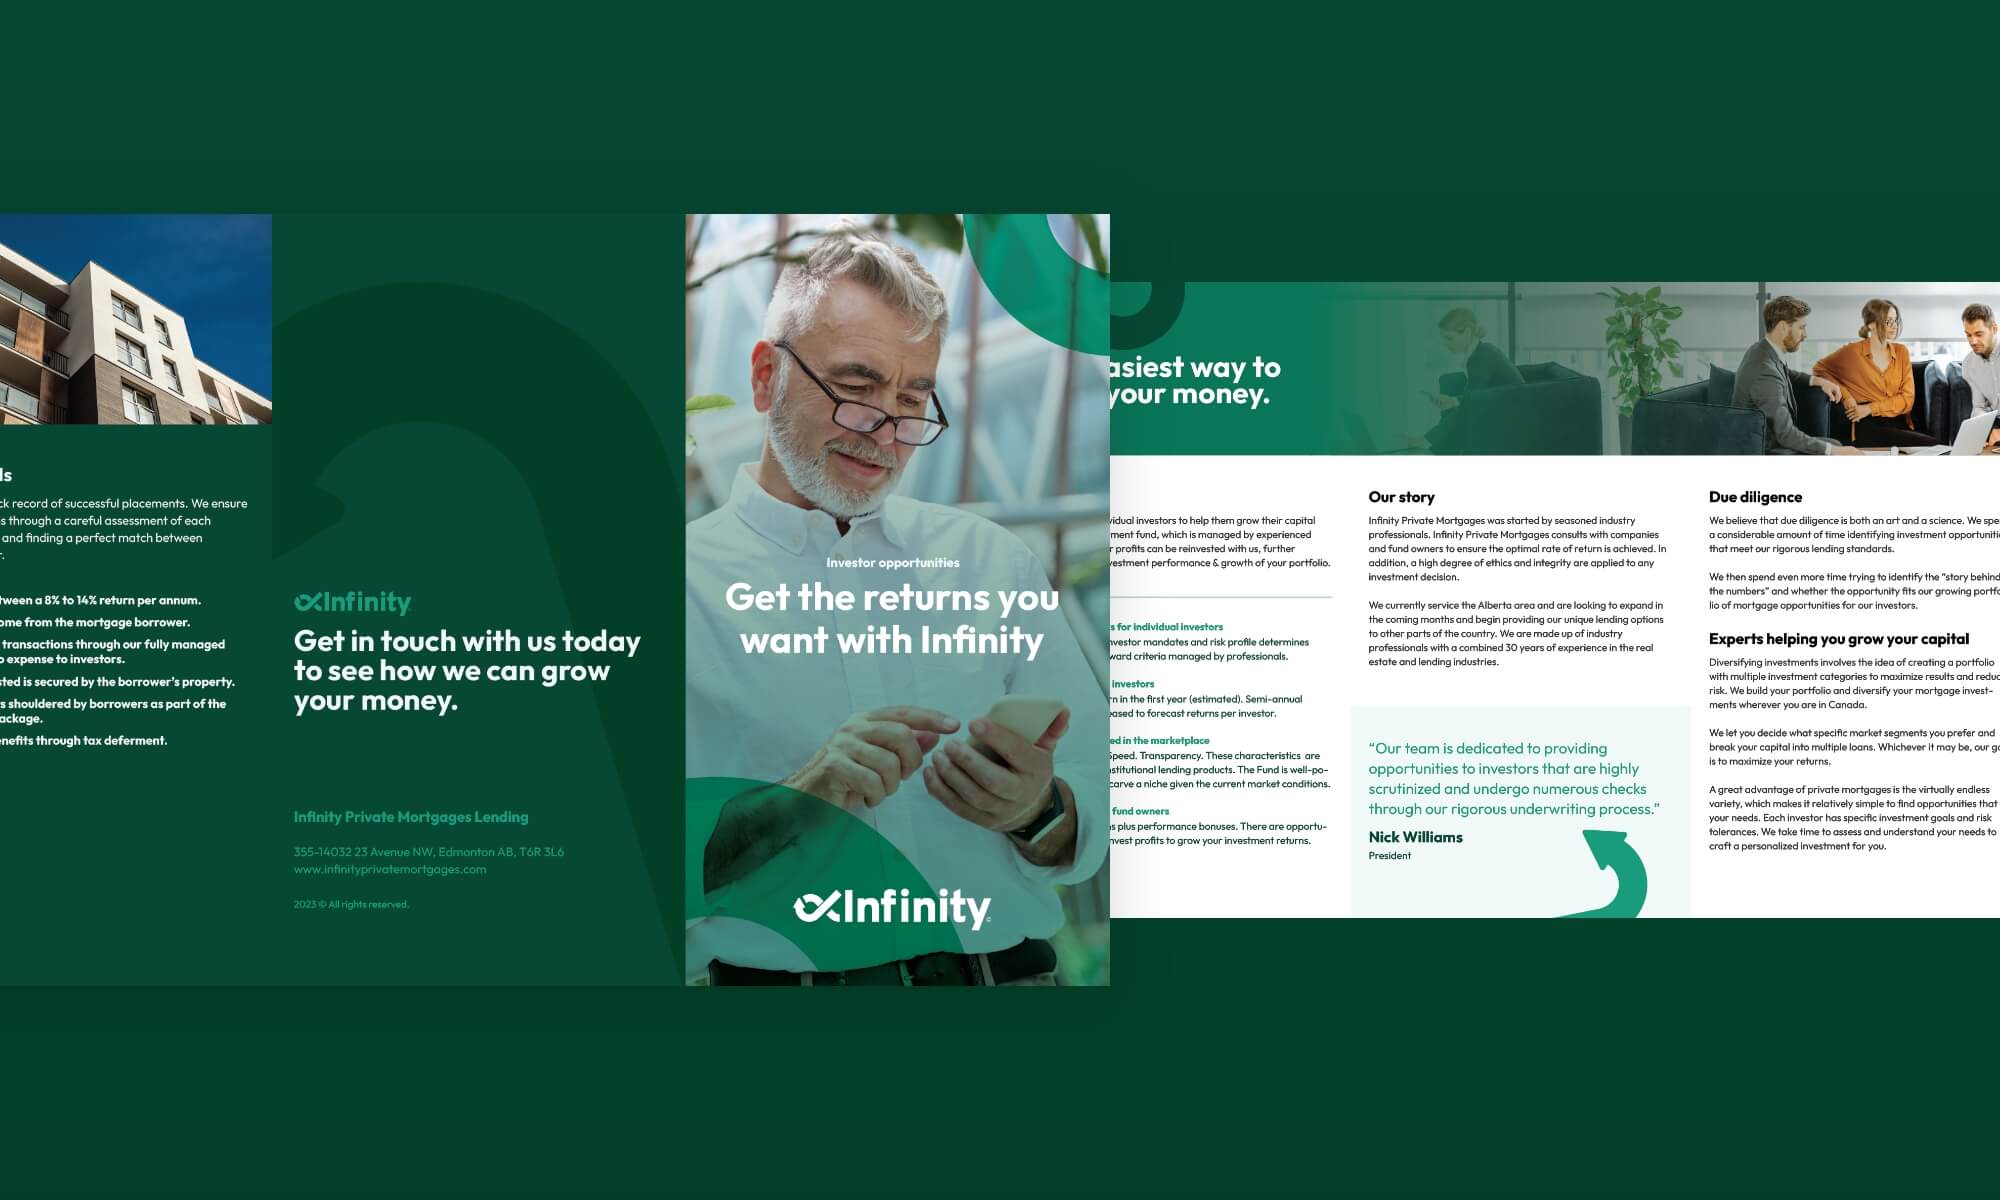 ck record of successful placements. We ensure
s through a careful assessment of each
and finding a perfect match between
tween a 8% to 14% return per annum.
ome from the mortgage borrower.
transactions through our fully managed
o expense to investors.
sted is secured by the borrower's property.
s shouldered by borrowers as part of the
ackage.
enefits through tax deferment.
Infinity
Get in touch with us today
to see how we can grow
your money.
Infinity Private Mortgages Lending
355-14032 23 Avenue NW, Edmonton AB, T6R 3L6
www.infinityprivatemortgages.com
2023 © All rights reserved.
Investor opportunities
Get the returns you
want with Infinity
Infinity
asiest way to
your money.
vidual investors to help them grow their capital
ment fund, which is managed by experienced
r profits can be reinvested with us, further
vestment performance & growth of your portfolio.
s for individual investors
nvestor mandates and risk profile determines
ward criteria managed by professionals.
investors
rn in the first year (estimated). Semi-annual
eased to forecast returns per investor.
ed in the marketplace
Speed. Transparency. These characteristics are
nstitutional lending products. The Fund is well-po-
carve a niche given the current market conditions.
fund owners
ns plus performance bonuses. There are opportu-
nvest profits to grow your investment returns.
Our story
Infinity Private Mortgages was started by seasoned industry
professionals. Infinity Private Mortgages consults with companies
and fund owners to ensure the optimal rate of return is achieved. In
addition, a high degree of ethics and integrity are applied to any
investment decision.
We currently service the Alberta area and are looking to expand in
the coming months and begin providing our unique lending options
to other parts of the country. We are made up of industry
professionals with a combined 30 years of experience in the real
estate and lending industries.
“Our team is dedicated to providing
opportunities to investors that are highly
scrutinized and undergo numerous checks
through our rigorous underwriting process.”
Nick Williams
President
Due diligence
We believe that due diligence is both an art and a science. We spe
a considerable amount of time identifying investment opportuniti
that meet our rigorous lending standards.
We then spend even more time trying to identify the “story behind
the numbers” and whether the opportunity fits our growing portfo
lio of mortgage opportunities for our investors.
Experts helping you grow your capital
Diversifying investments involves the idea of creating a portfolio
with multiple investment categories to maximize results and reduc
risk. We build your portfolio and diversify your mortgage invest-
ments wherever you are in Canada.
We let you decide what specific market segments you prefer and
break your capital into multiple loans. Whichever it may be, our go
is to maximize your returns.
A great advantage of private mortgages is the virtually endless
variety, which makes it relatively simple to find opportunities that
your needs. Each investor has specific investment goals and risk
tolerances. We take time to assess and understand your needs to
craft a personalized investment for you.